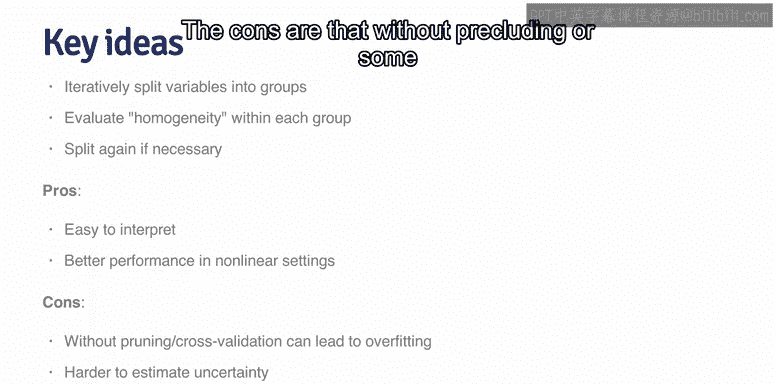 Key ideas
The cons are that without precluding or
some
• Iteratively split variables into groups
• Evaluate "homogeneity" within each group
• Split again if necessary
Pros:
• Easy to interpret
• Better performance in nonlinear settings
Cons:
• Without pruning/cross-validation can lead to overfitting
• Harder to estimate uncertainty